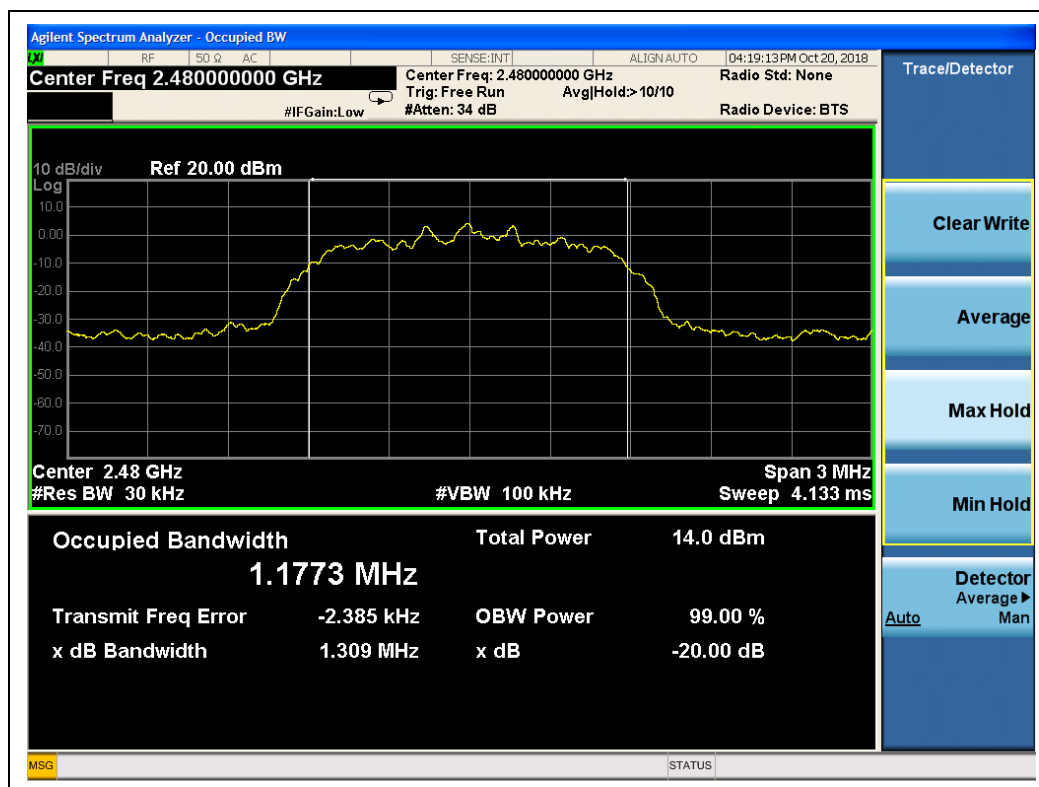 Agilent Spectrum Analyzer - Occupied BW
LXI RF 50 Ω AC SENSE:INT ALIGN AUTO 04:19:13 PM Oct 20, 2018
Center Freq 2.480000000 GHz
Center Freq: 2.480000000 GHz
Radio Std: None
Trig: Free Run Avg|Hold:>10/10
#IFGain:Low
#Atten: 34 dB
Radio Device: BTS
10 dB/div Ref 20.00 dBm
Log
10.0
0.00
-10.0
-20.0
-30.0
-40.0
-50.0
-60.0
-70.0
Center 2.48 GHz Span 3 MHz
#Res BW 30 kHz #VBW 100 kHz Sweep 4.133 ms
Occupied Bandwidth Total Power 14.0 dBm
1.1773 MHz
Transmit Freq Error -2.385 kHz OBW Power 99.00 %
x dB Bandwidth 1.309 MHz x dB -20.00 dB
MSG STATUS
Trace/Detector
Clear Write
Average
Max Hold
Min Hold
Detector
Average▶
Auto Man